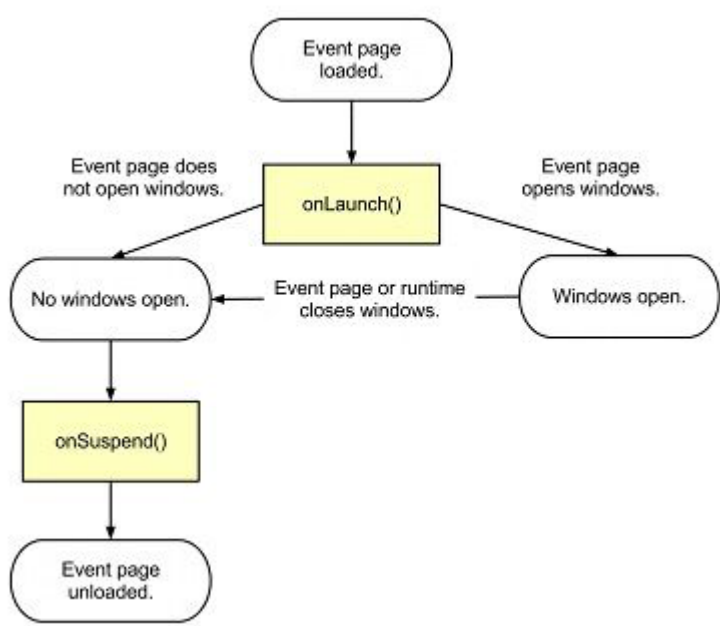 Event page
loaded.
Event page does
not open windows.
Event page
opens windows.
onLaunch()
No windows open.
Event page or runtime
closes windows.
Windows open.
onSuspend()
Event page
unloaded.